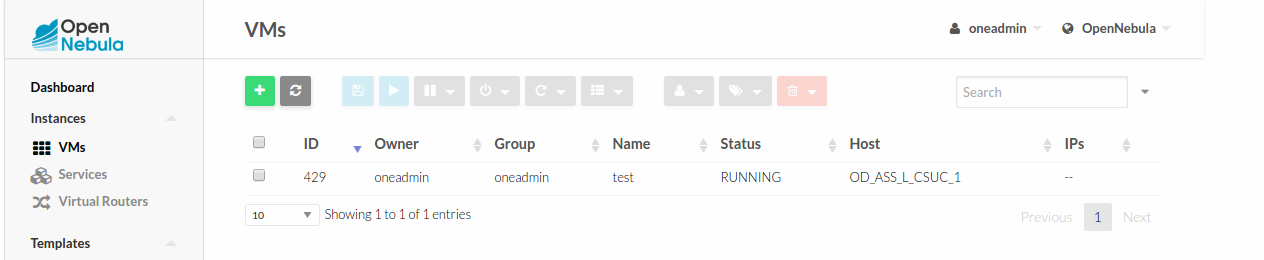 Open
Nebula
VMs
oneadmin
OpenNebula
Dashboard
Instances
VMs
Services
Virtual Routers
Templates
Search
ID Owner Group Name Status Host IPs
429 oneadmin oneadmin test RUNNING OD_ASS_L_CSUC_1 --
10 Showing 1 to 1 of 1 entries
Previous 1 Next